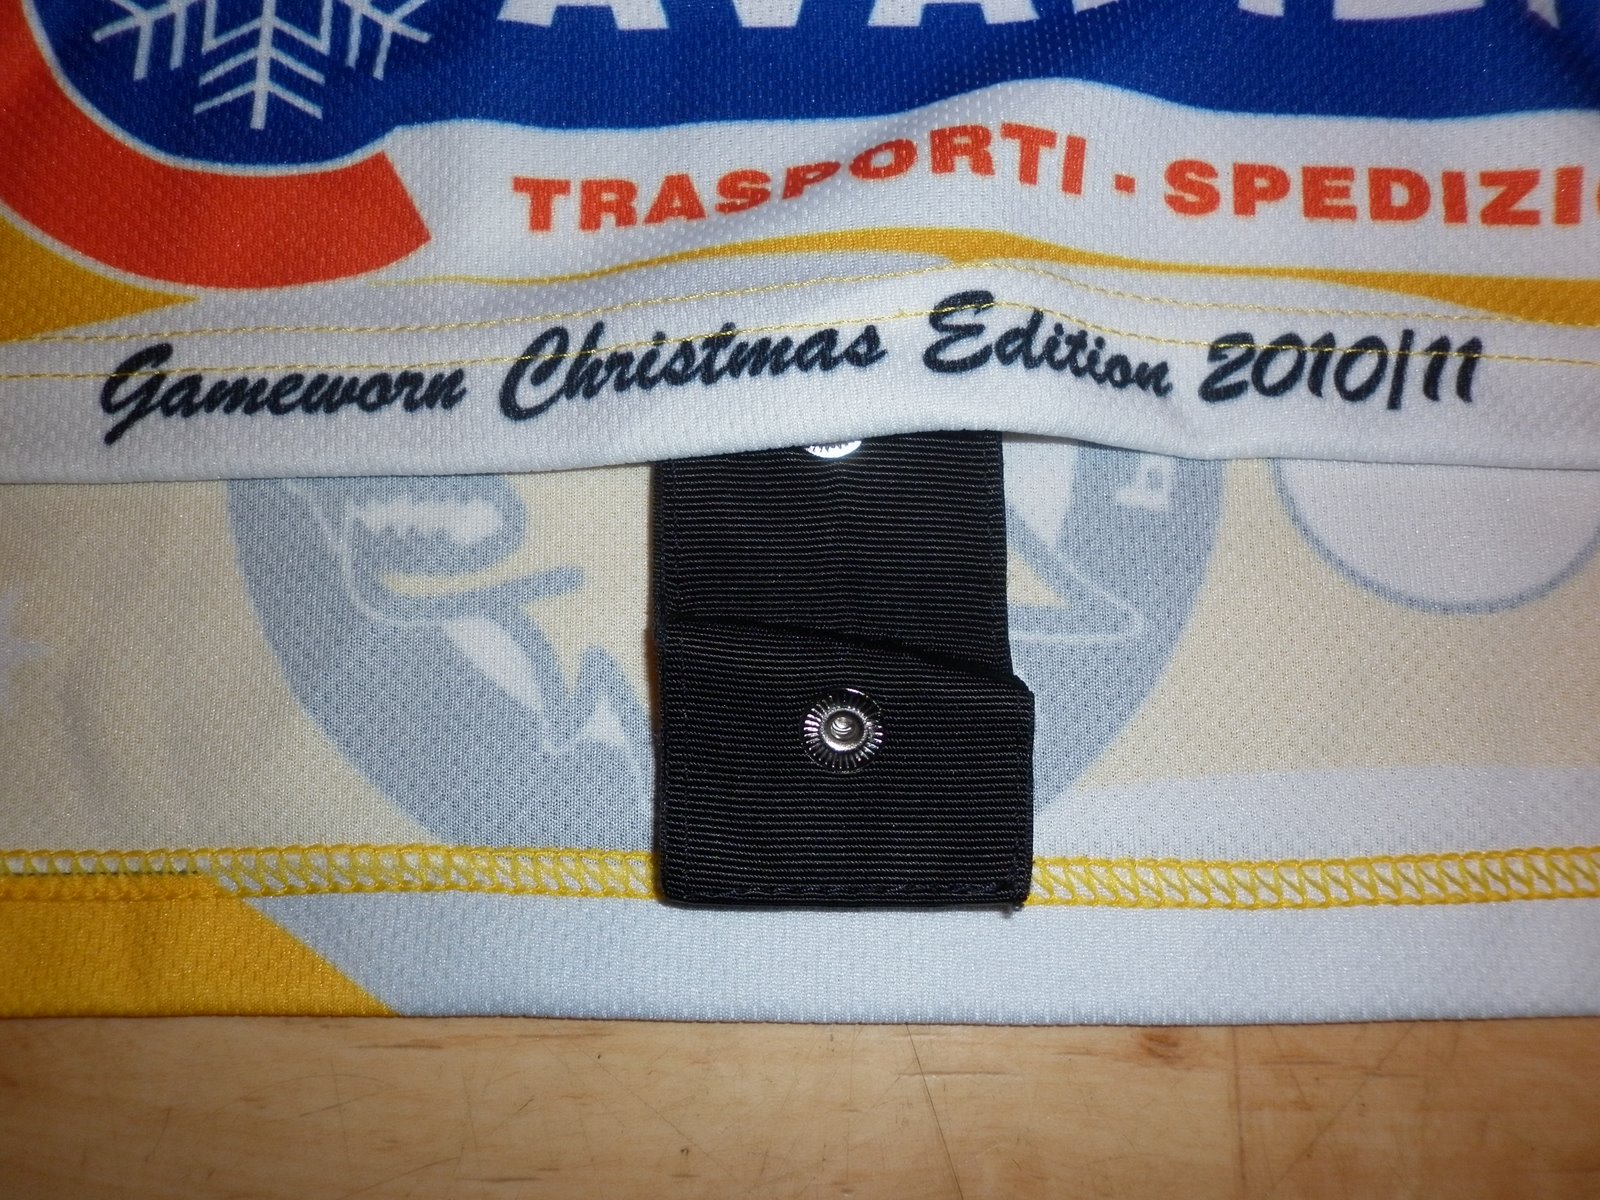 TRASPORTI - SPEDIZI
Gameworn Christmas Edition 2010/11